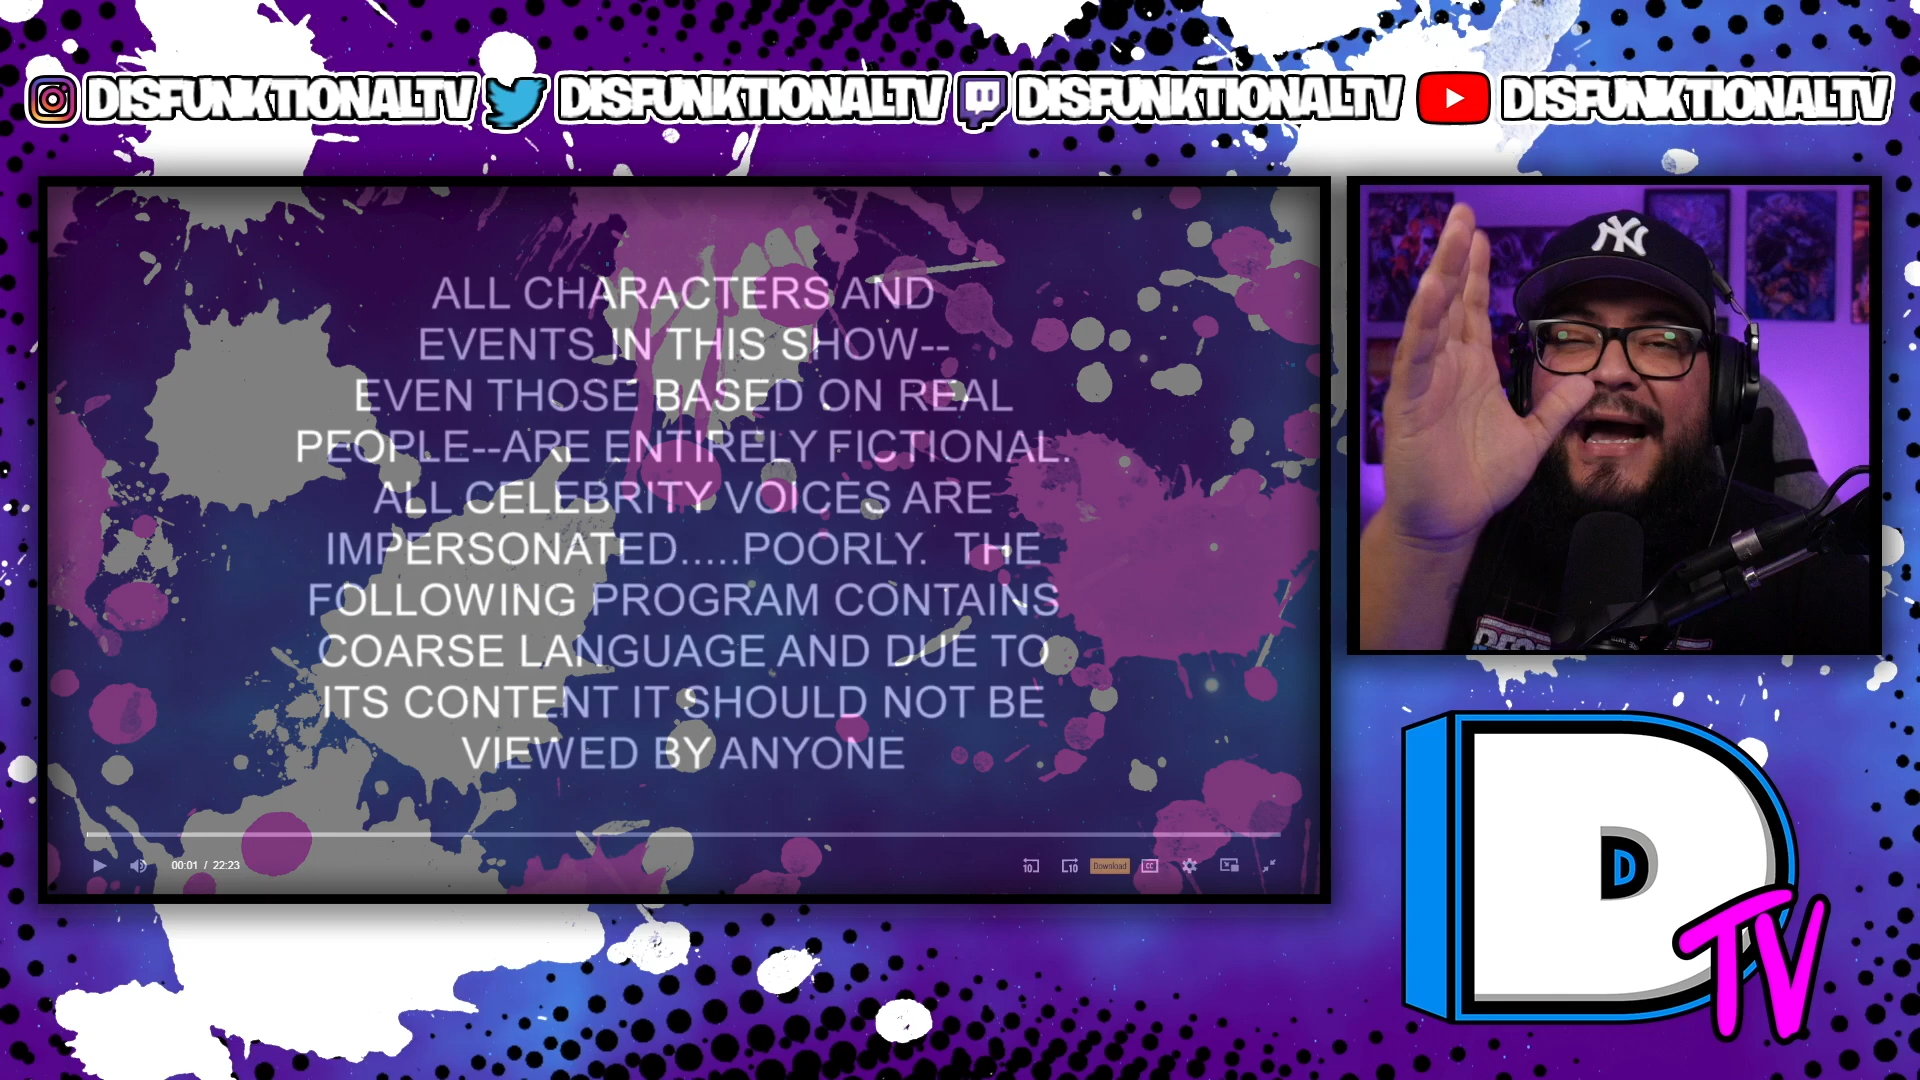 DISFUNKTIONALTV DISFUNKTIONALTV DISFUNKTIONALTV DISFUNKTIONALTV
ALL CHARACTERS AND
EVENTS IN THIS SHOW--
EVEN THOSE BASED ON REAL
PEOPLE--ARE ENTIRELY FICTIONAL.
ALL CELEBRITY VOICES ARE
IMPERSONATED.....POORLY. THE
FOLLOWING PROGRAM CONTAINS
COARSE LANGUAGE AND DUE TO
ITS CONTENT IT SHOULD NOT BE
VIEWED BY ANYONE
00:01 / 22:23
10 10 Download CC
NY
D
D
TV